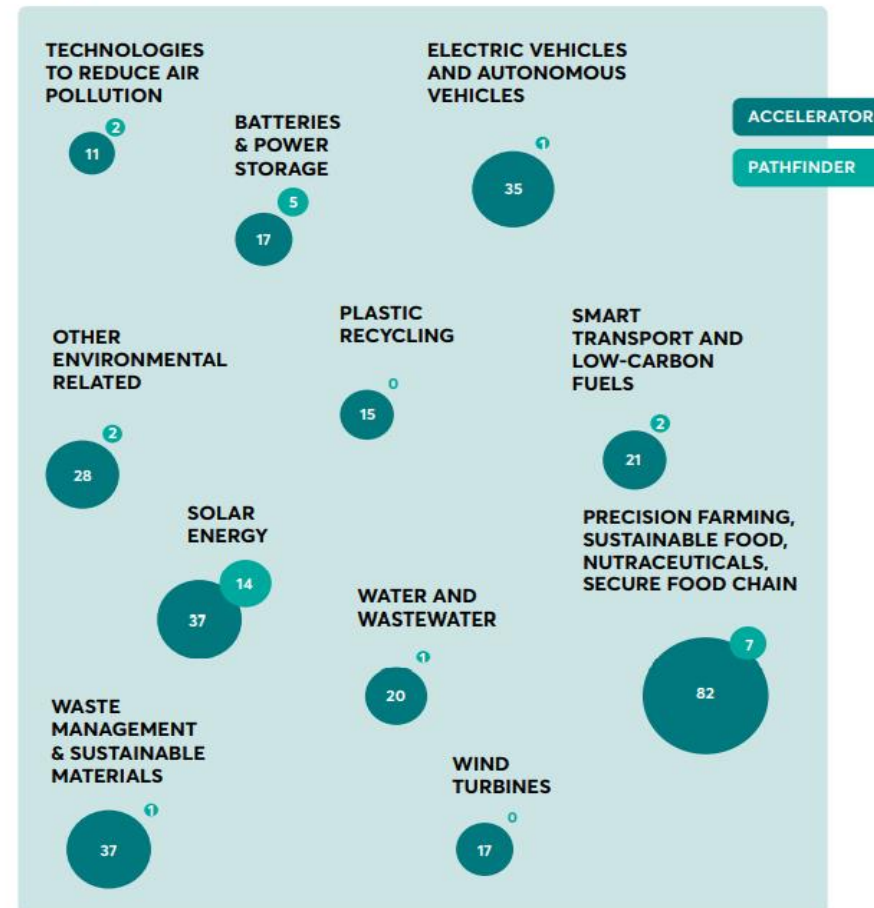 TECHNOLOGIES
TO REDUCE AIR
POLLUTION
2
11
BATTERIES
& POWER
STORAGE
5
17
ELECTRIC VEHICLES
AND AUTONOMOUS
VEHICLES
1
35
ACCELERATOR
PATHFINDER
OTHER
ENVIRONMENTAL
RELATED
2
28
PLASTIC
RECYCLING
0
15
SMART
TRANSPORT AND
LOW-CARBON
FUELS
2
21
SOLAR
ENERGY
14
37
WATER AND
WASTEWATER
1
20
PRECISION FARMING,
SUSTAINABLE FOOD,
NUTRACEUTICALS,
SECURE FOOD CHAIN
7
82
WASTE
MANAGEMENT
& SUSTAINABLE
MATERIALS
1
37
WIND
TURBINES
0
17